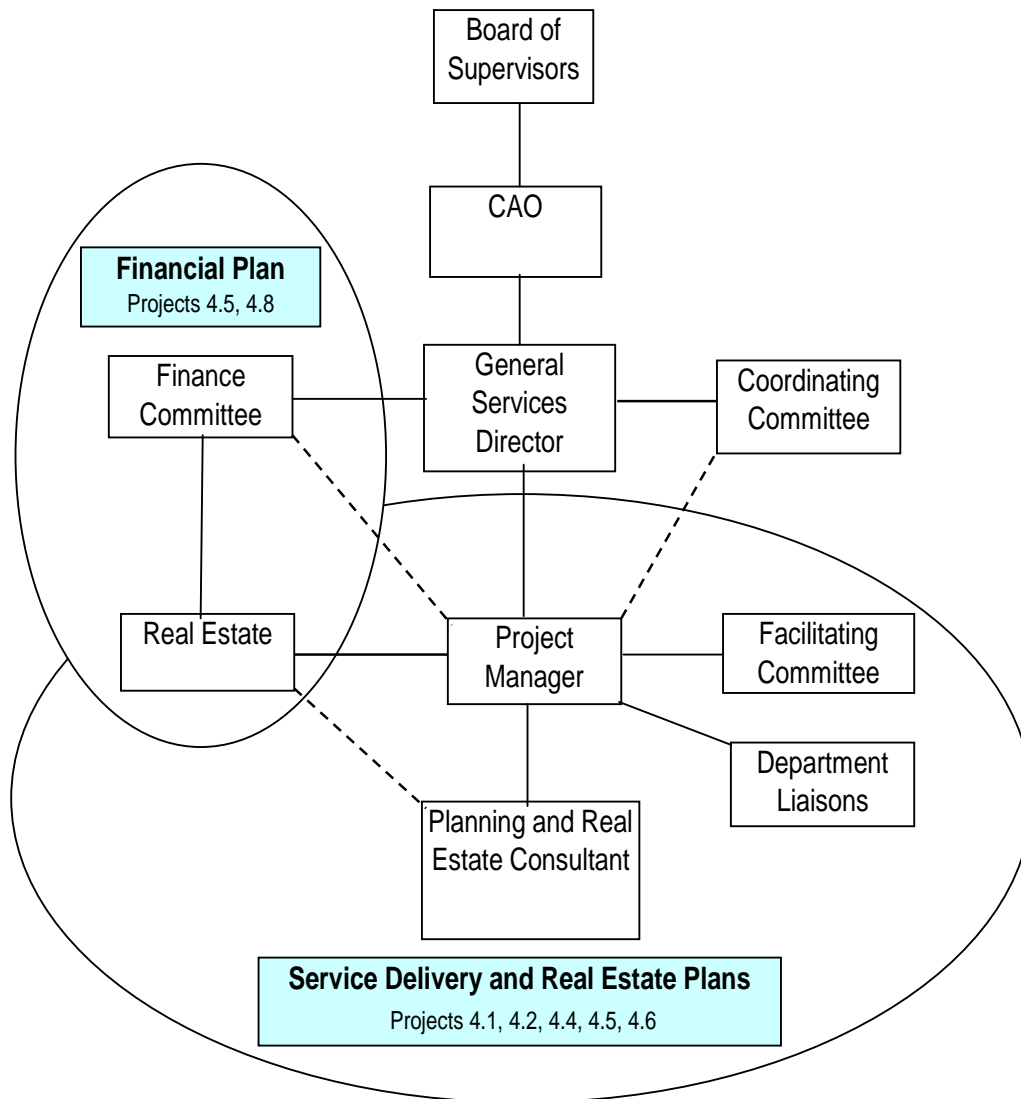 Board of
Supervisors
CAO
Financial Plan
Projects 4.5, 4.8
Finance
Committee
General
Services
Director
Coordinating
Committee
Real Estate
Project
Manager
Facilitating
Committee
Department
Liaisons
Planning and Real
Estate Consultant
Service Delivery and Real Estate Plans
Projects 4.1, 4.2, 4.4, 4.5, 4.6